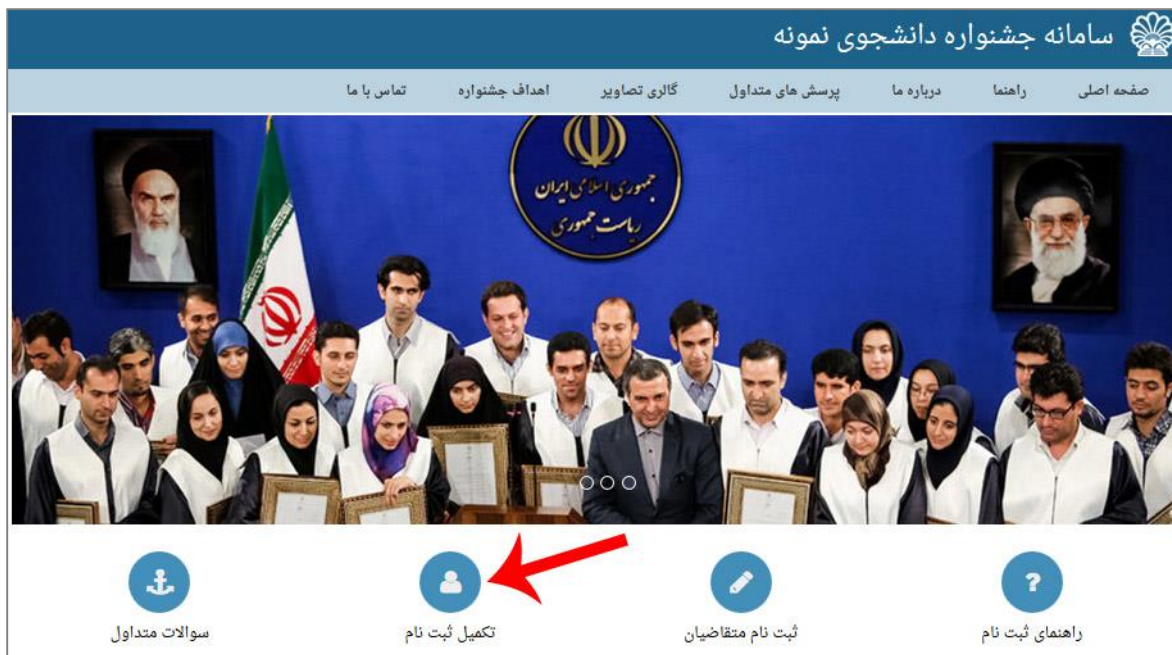 سامانه جشنواره دانشجوی نمونه
صفحه اصلی راهنما درباره ما پرسش های متداول گالری تصاویر اهداف جشنواره تماس با ما
جمهوری اسلامی ایران
ریاست جمهوری
راهنمای ثبت نام ثبت نام متقاضیان تکمیل ثبت نام سوالات متداول